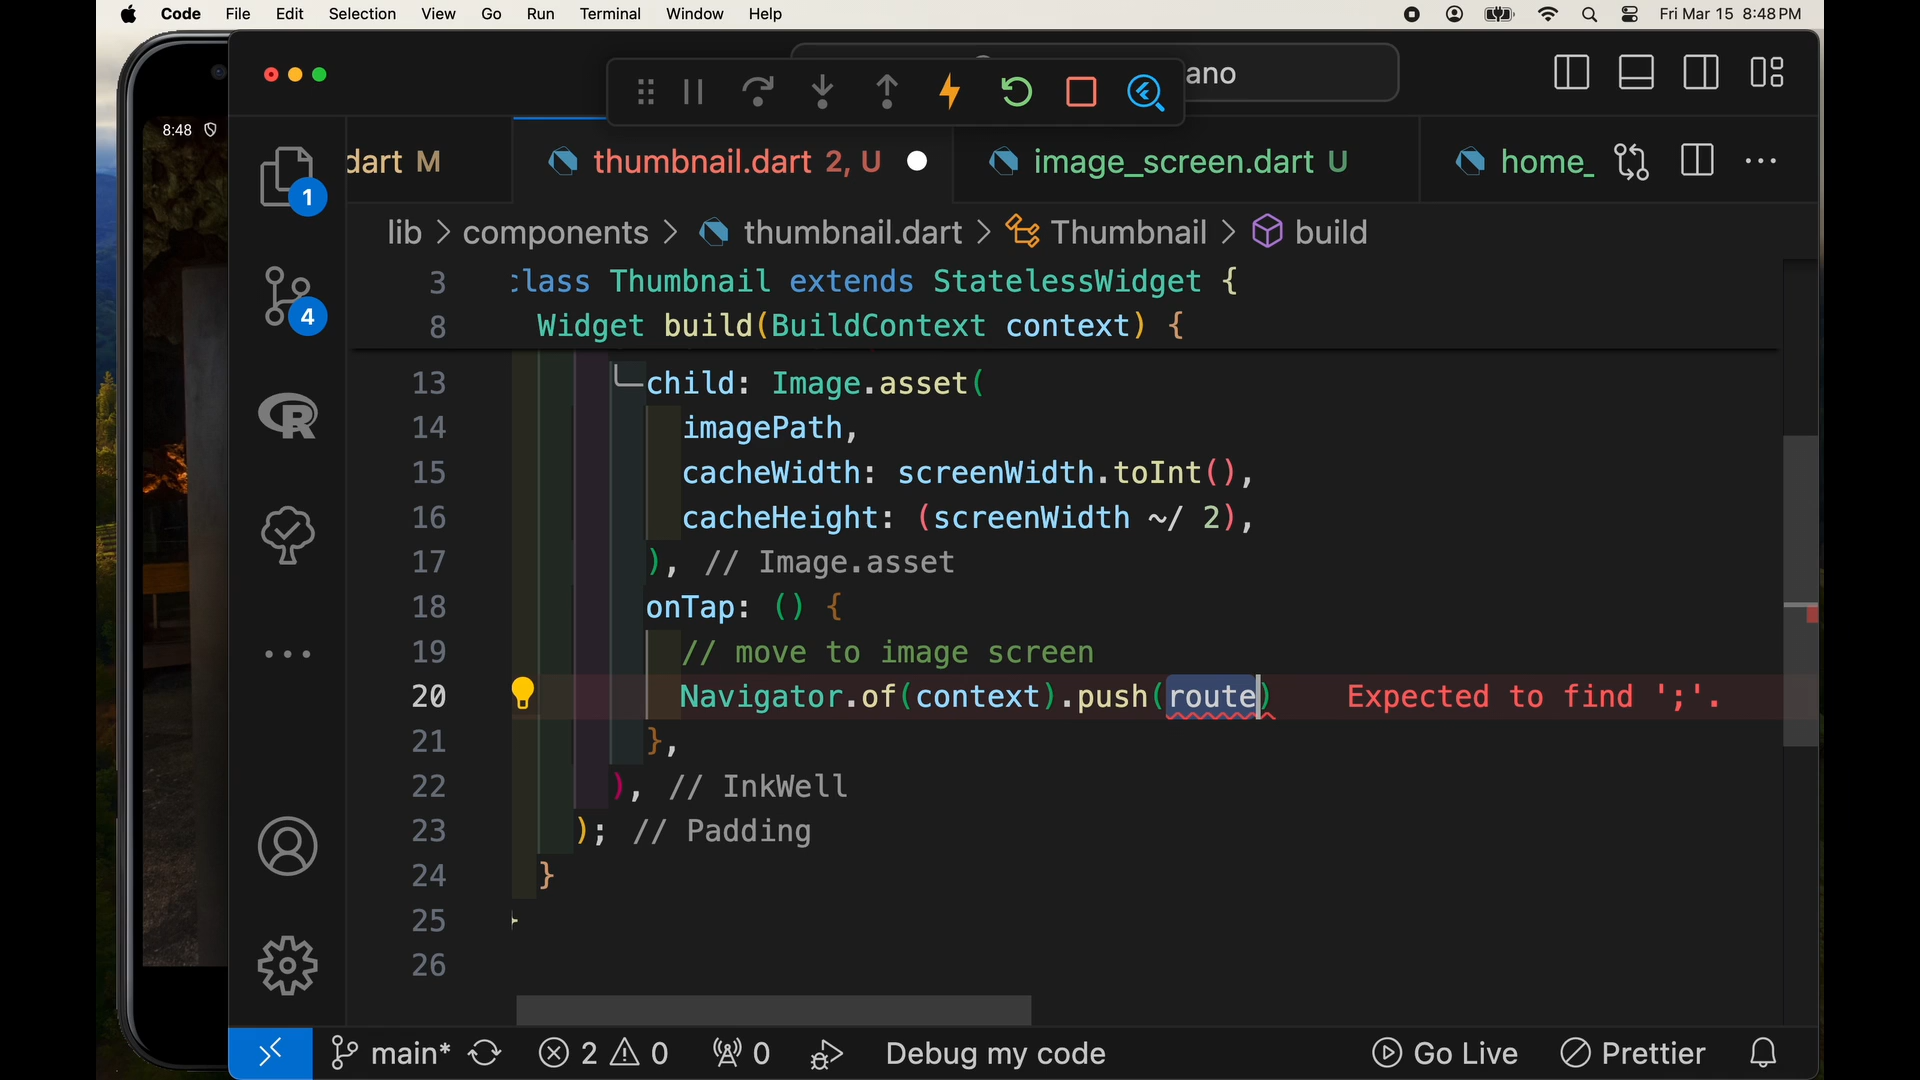 Code File Edit Selection View Go Run Terminal Window Help Fri Mar 15 8:48 PM
ano
8:48
dart M
thumbnail.dart 2, U
image_screen.dart U
home_
lib > components > thumbnail.dart > Thumbnail > build
3 class Thumbnail extends StatelessWidget {
8 Widget build(BuildContext context) {
13 child: Image.asset(
14 imagePath,
15 cacheWidth: screenWidth.toInt(),
16 cacheHeight: (screenWidth ~/ 2),
17 ), // Image.asset
18 onTap: () {
19 // move to image screen
20 Navigator.of(context).push(route) Expected to find ';'.
21 },
22 ), // InkWell
23 ); // Padding
24 }
25 }
26
1
4
R
main* 2 0 0 Debug my code Go Live Prettier